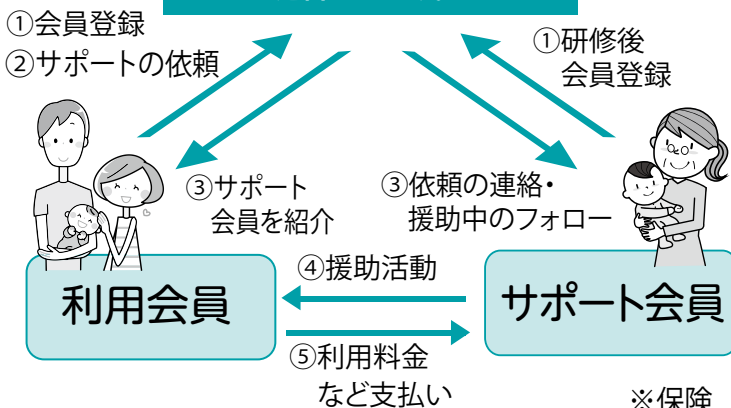 ①会員登録
②サポートの依頼
①研修後
会員登録
③サポート
会員を紹介
③依頼の連絡・
援助中のフォロー
④援助活動
利用会員
サポート会員
⑤利用料金
など支払い
※保険